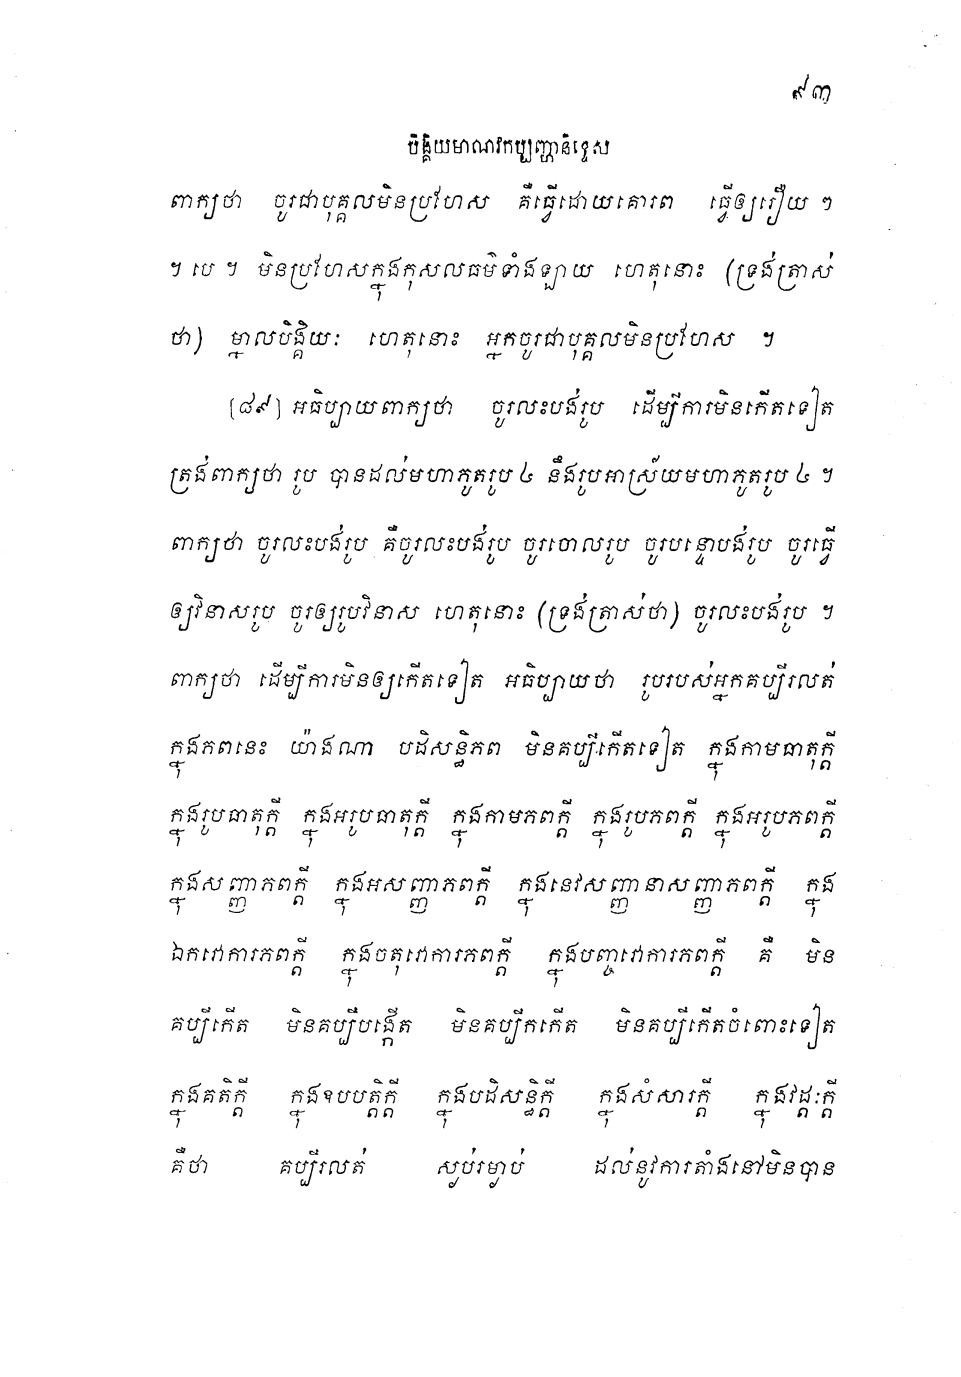 ៩៣
បិង្គិយមាណវកប្បញ្ហានិទ្ទេស
ពាក្យថា ចូរជាបុគ្គលមិនប្រហែស គឺធ្វើដោយគោរព ធ្វើឲ្យរឿយ ៗ
។ បេ ។ មិនប្រហែសក្នុងកុសលធម៌ទាំងឡាយ ហេតុនោះ (ទ្រង់ត្រាស់
ថា) ម្នាលបិង្គិយៈ ហេតុនោះ អ្នកចូរជាបុគ្គលមិនប្រហែស ។
[៨៩] អធិប្បាយពាក្យថា ចូរលះបង់រូប ដើម្បីការមិនកើតទៀត
ត្រង់ពាក្យថា រូប បានដល់មហាភូតរូប ៤ នឹងរូបអាស្រ័យមហាភូតរូប ៤ ។
ពាក្យថា ចូរលះបង់រូប គឺចូរលះបង់រូប ចូរចោលរូប ចូរបន្ទោបង់រូប ចូរធ្វើ
ឲ្យវិនាសរូប ចូរឲ្យរូបវិនាស ហេតុនោះ (ទ្រង់ត្រាស់ថា) ចូរលះបង់រូប ។
ពាក្យថា ដើម្បីការមិនឲ្យកើតទៀត អធិប្បាយថា រូបរបស់អ្នកគប្បីរលត់
ក្នុងភពនេះ យ៉ាងណា បដិសន្ធិភព មិនគប្បីកើតទៀត ក្នុងកាមធាតុក្តី
ក្នុងរូបធាតុក្តី ក្នុងអរូបធាតុក្តី ក្នុងកាមភពក្តី ក្នុងរូបភពក្តី ក្នុងអរូបភពក្តី
ក្នុងសញ្ញាភពក្តី ក្នុងអសញ្ញាភពក្តី ក្នុងនេវសញ្ញានាសញ្ញាភពក្តី ក្នុង
ឯកវោការភពក្តី ក្នុងចតុវោការភពក្តី ក្នុងបញ្ចវោការភពក្តី គឺ មិន
គប្បីកើត មិនគប្បីបង្កើត មិនគប្បីកកើត មិនគប្បីកើតចំពោះទៀត
ក្នុងគតិក្តី ក្នុងឧបបត្តិក្តី ក្នុងបដិសន្ធិក្តី ក្នុងសំសារក្តី ក្នុងវដ្តៈក្តី
គឺថា គប្បីរលត់ ស្ងប់រម្ងាប់ ដល់នូវការតាំងនៅមិនបាន